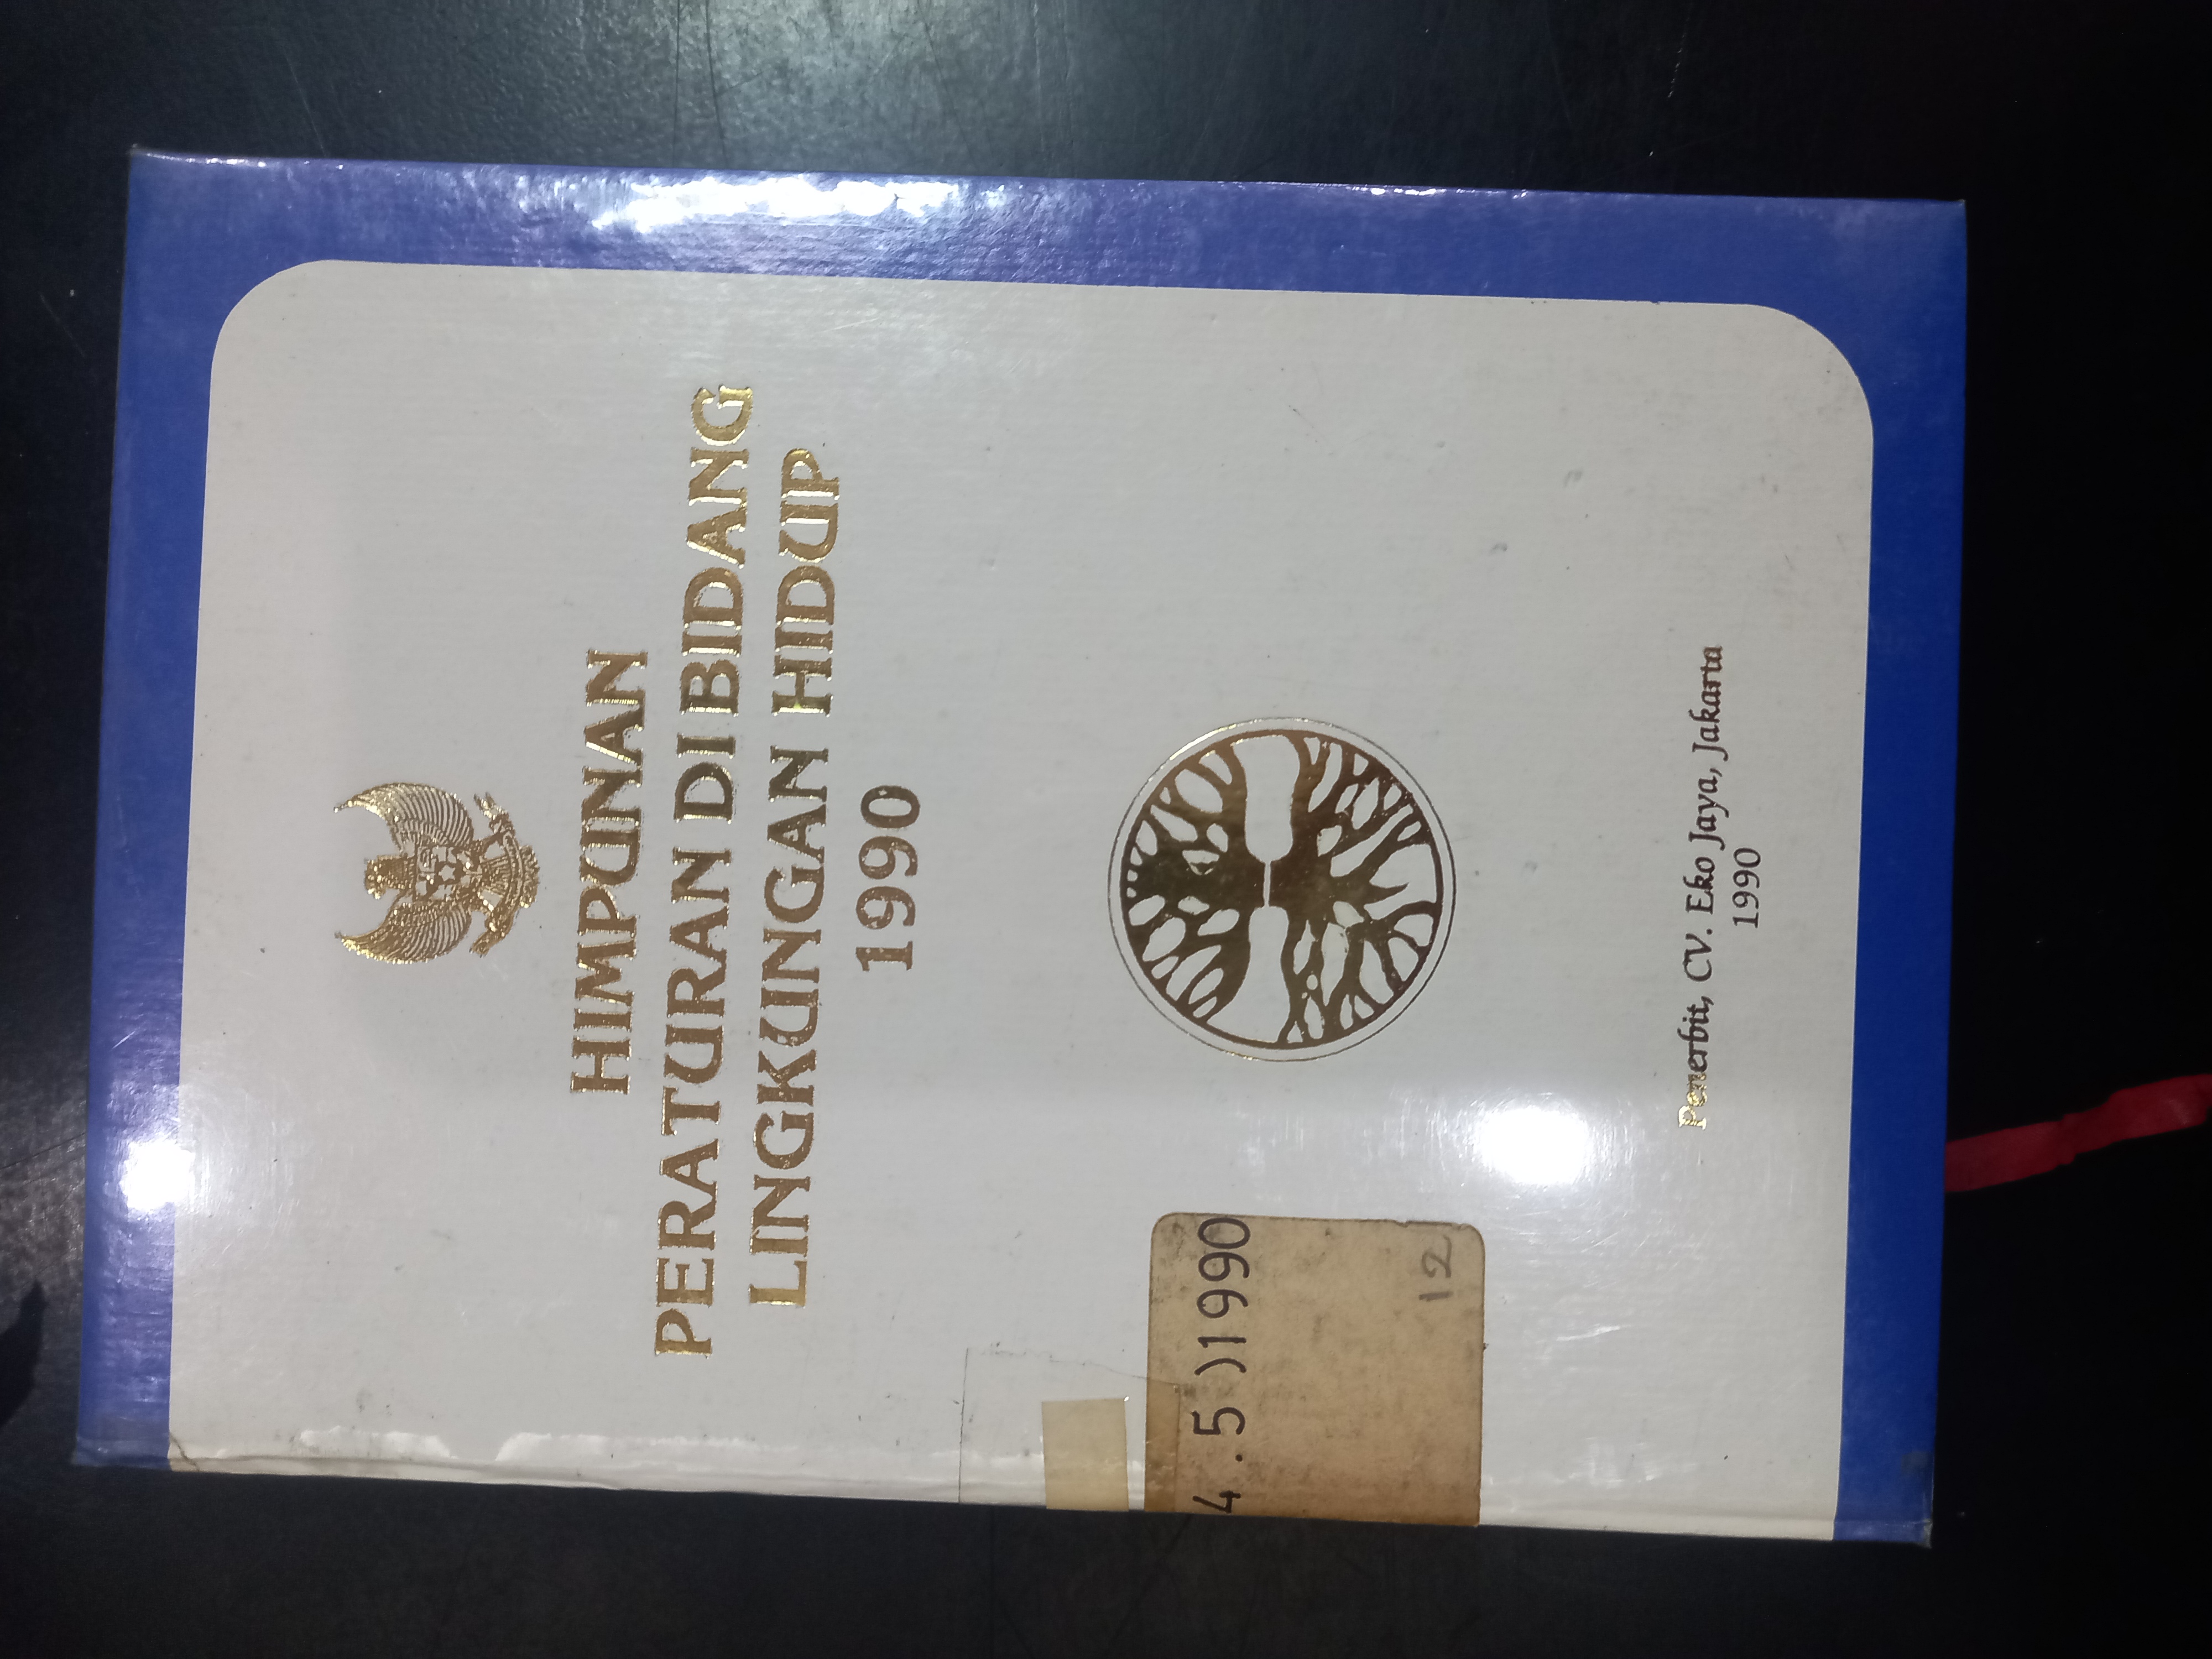 HIMPUNAN
PERATURAN DI BIDANG
LINGKUNGAN HIDUP
1990
4.5)1990
12
Penerbit, CV. Eko Jaya, Jakarta
1990